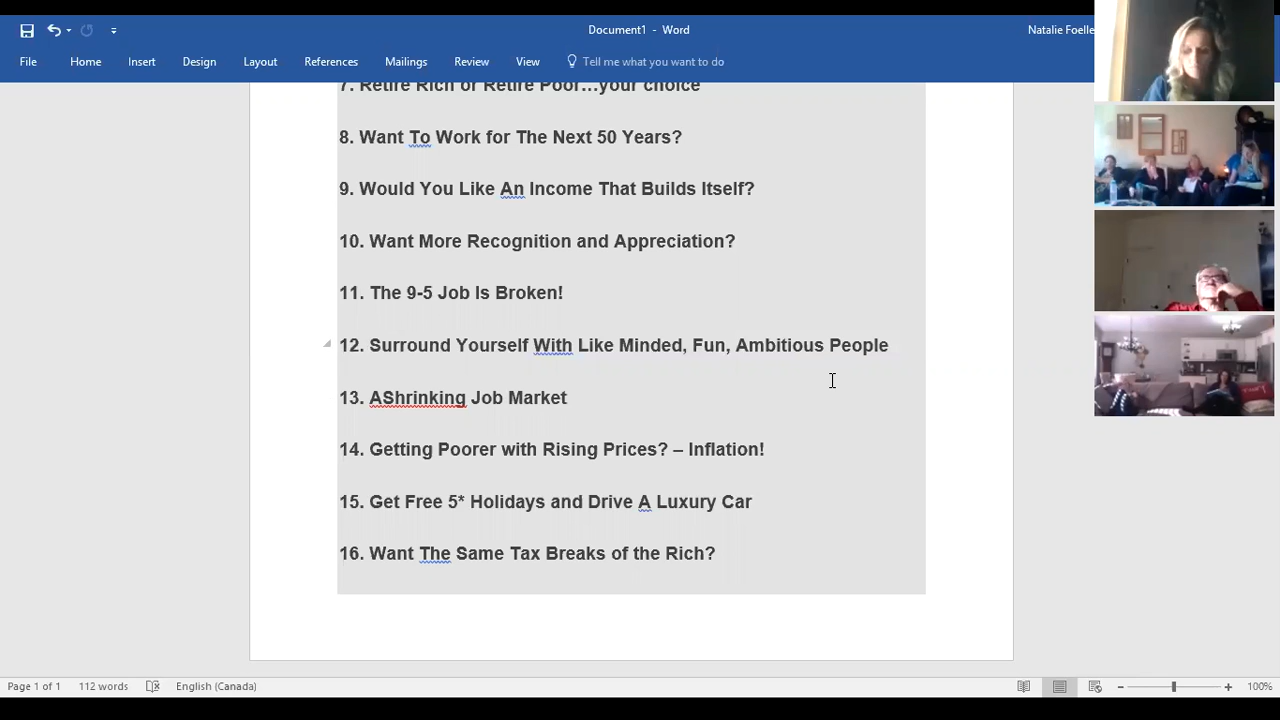 Document1 - Word
Natalie Foelle
File Home Insert Design Layout References Mailings Review View Tell me what you want to do
7. Retire Rich or Retire Poor...your choice
8. Want To Work for The Next 50 Years?
9. Would You Like An Income That Builds Itself?
10. Want More Recognition and Appreciation?
11. The 9-5 Job Is Broken!
12. Surround Yourself With Like Minded, Fun, Ambitious People
13. AShrinking Job Market
14. Getting Poorer with Rising Prices? – Inflation!
15. Get Free 5* Holidays and Drive A Luxury Car
16. Want The Same Tax Breaks of the Rich?
Page 1 of 1 112 words English (Canada) 100%